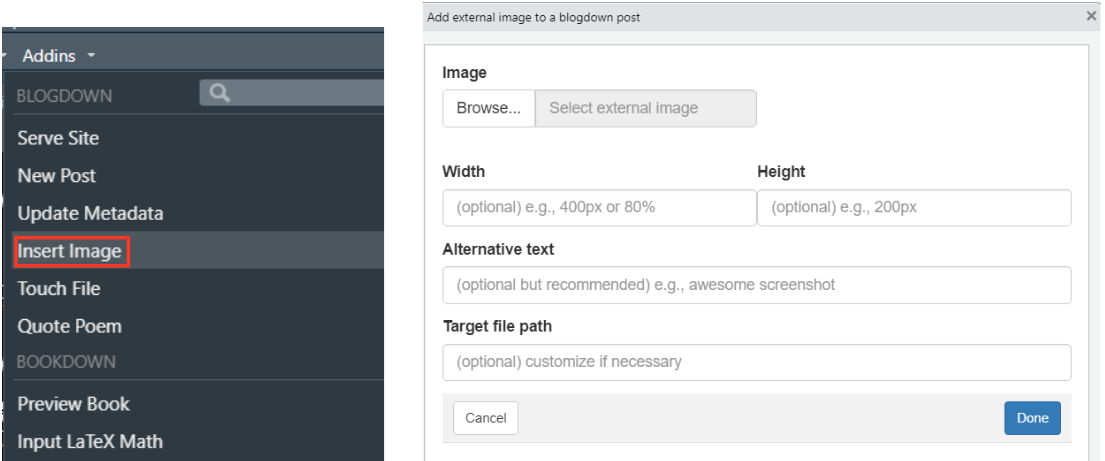 Addins
BLOGDOWN
Serve Site
New Post
Update Metadata
Insert Image
Touch File
Quote Poem
BOOKDOWN
Preview Book
Input LaTeX Math
Add external image to a blogdown post
Image
Browse... Select external image
Width Height
(optional) e.g., 400px or 80% (optional) e.g., 200px
Alternative text
(optional but recommended) e.g., awesome screenshot
Target file path
(optional) customize if necessary
Cancel Done